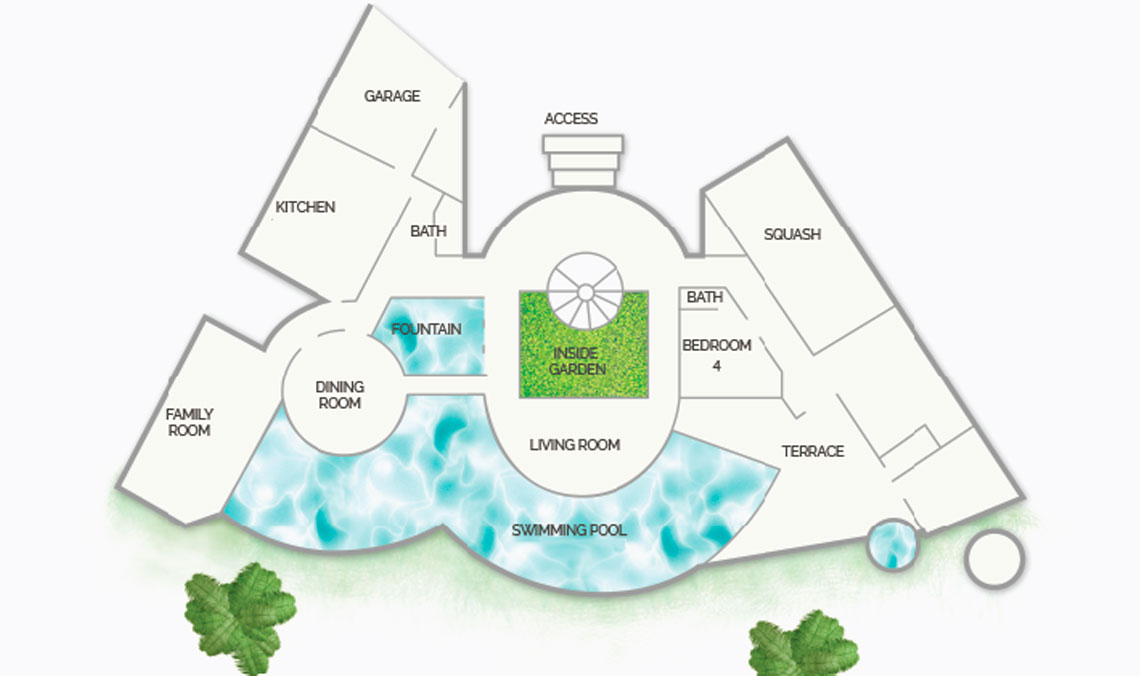 GARAGE
ACCESS
KITCHEN
BATH
SQUASH
BATH
FOUNTAIN
INSIDE
GARDEN
BEDROOM
4
DINING
ROOM
FAMILY
ROOM
LIVING ROOM
TERRACE
SWIMMING POOL